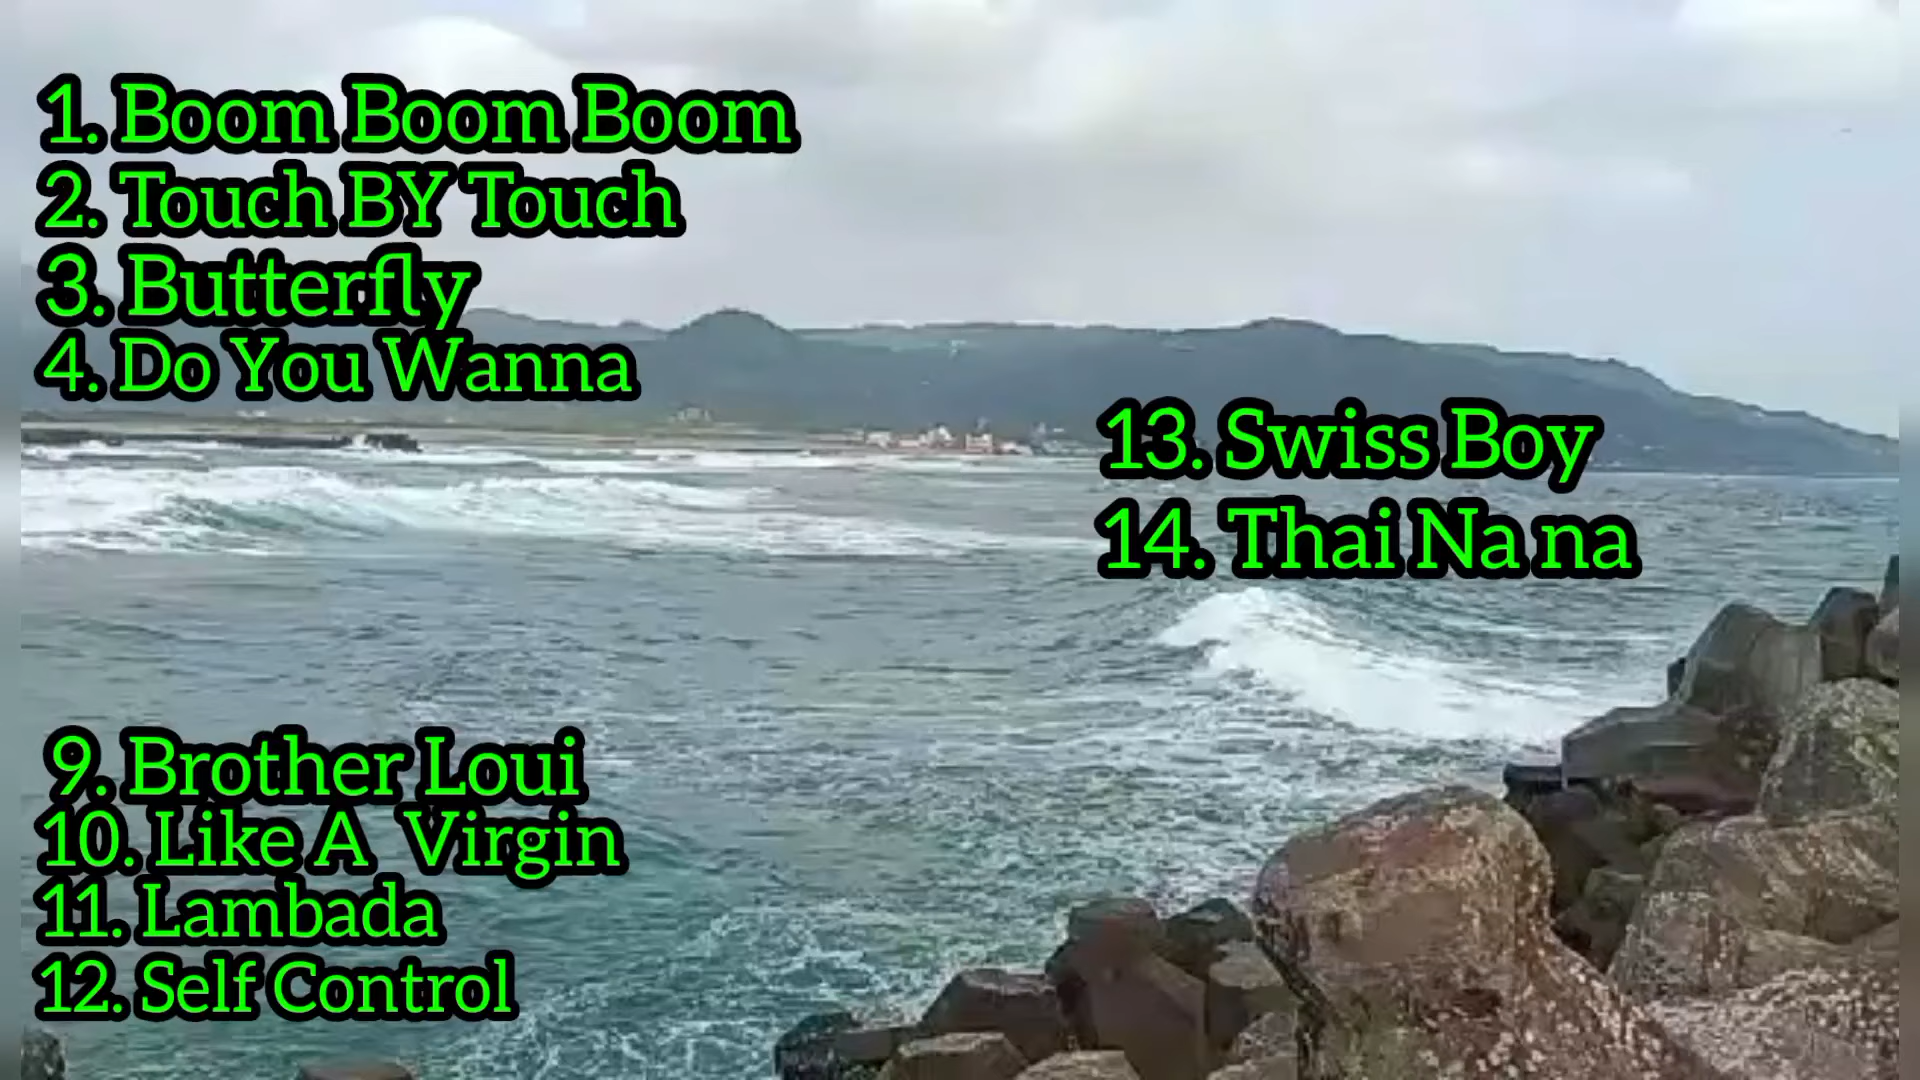 1. Boom Boom Boom
2. Touch BY Touch
3. Butterfly
4. Do You Wanna
9. Brother Loui
10. Like A Virgin
11. Lambada
12. Self Control
13. Swiss Boy
14. Thai Na na